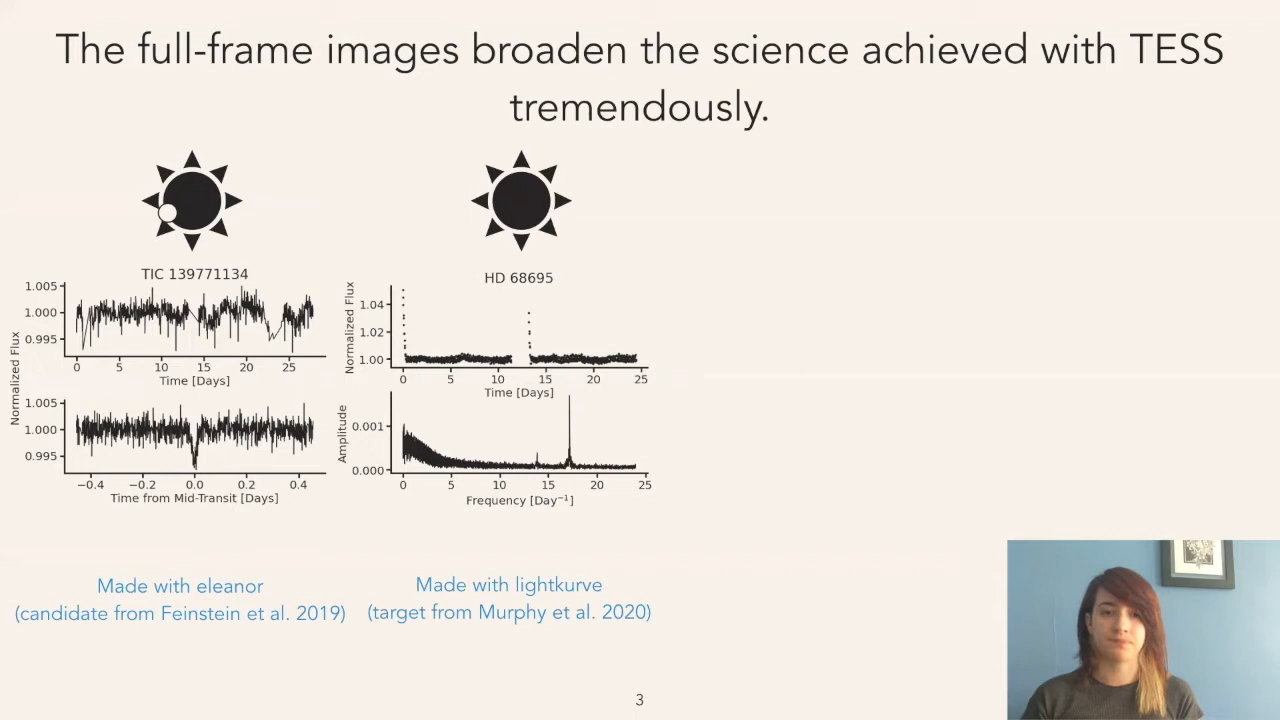 The full-frame images broaden the science achieved with TESS
tremendously.
TIC 139771134
1.005
1.000
0.995
0 5 10 15 20 25
Time [Days]
Normalized Flux
1.005
1.000
0.995
−0.4 −0.2 0.0 0.2 0.4
Time from Mid-Transit [Days]
HD 68695
Normalized Flux
1.04
1.02
1.00
0 5 10 15 20 25
Time [Days]
Amplitude
0.001
0.000
0 5 10 15 20 25
Frequency [Day⁻¹]
Made with eleanor
(candidate from Feinstein et al. 2019)
Made with lightkurve
(target from Murphy et al. 2020)
3